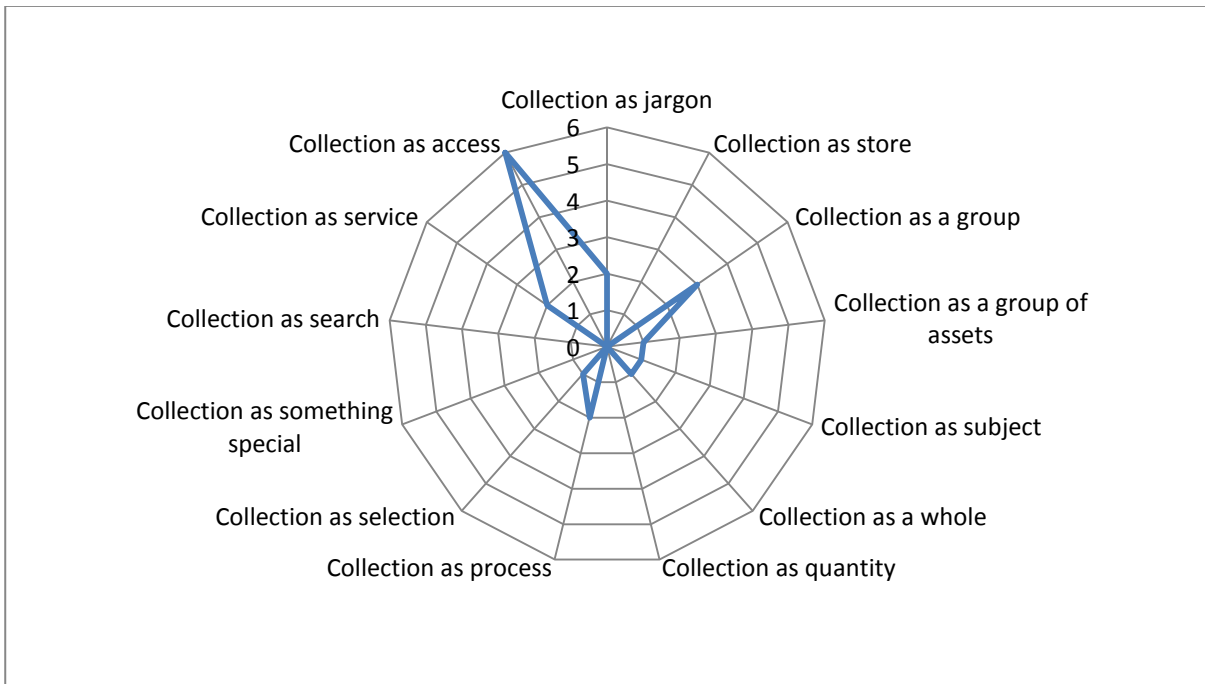 Collection as jargon
6
Collection as access
Collection as store
5
4
Collection as service
Collection as a group
3
2
Collection as search
Collection as a group of
assets
1
0
Collection as something
special
Collection as subject
Collection as selection
Collection as a whole
Collection as process
Collection as quantity